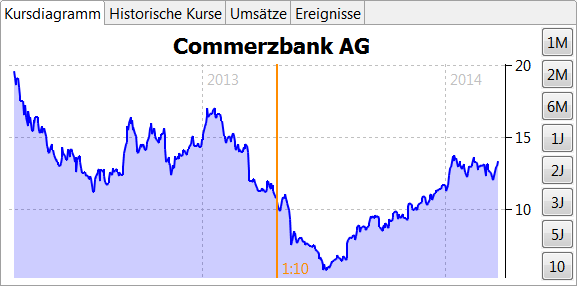 Kursdiagramm Historische Kurse Umsätze Ereignisse
Commerzbank AG
2013 2014
20
15
10
1:10
1M
2M
6M
1J
2J
3J
5J
10